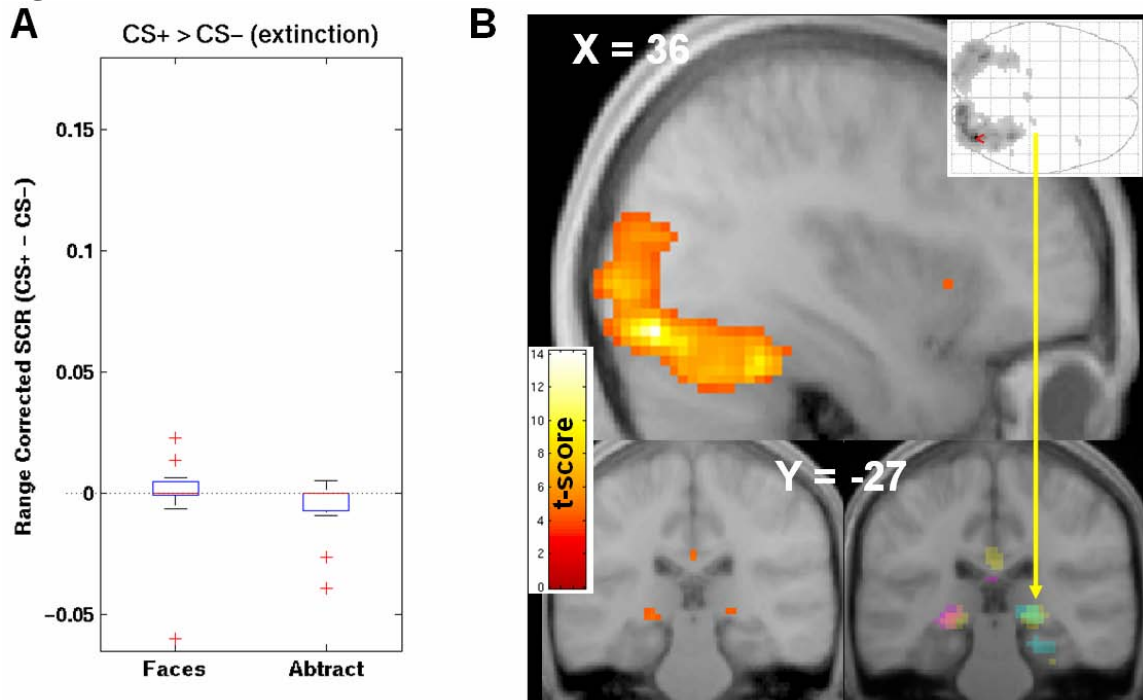 A
CS+ > CS− (extinction)
Range Corrected SCR (CS+ − CS−)
0.15
0.1
0.05
0
−0.05
Faces
Abtract
B
X = 36
<
t-score
14
12
10
8
6
4
2
0
Y = -27